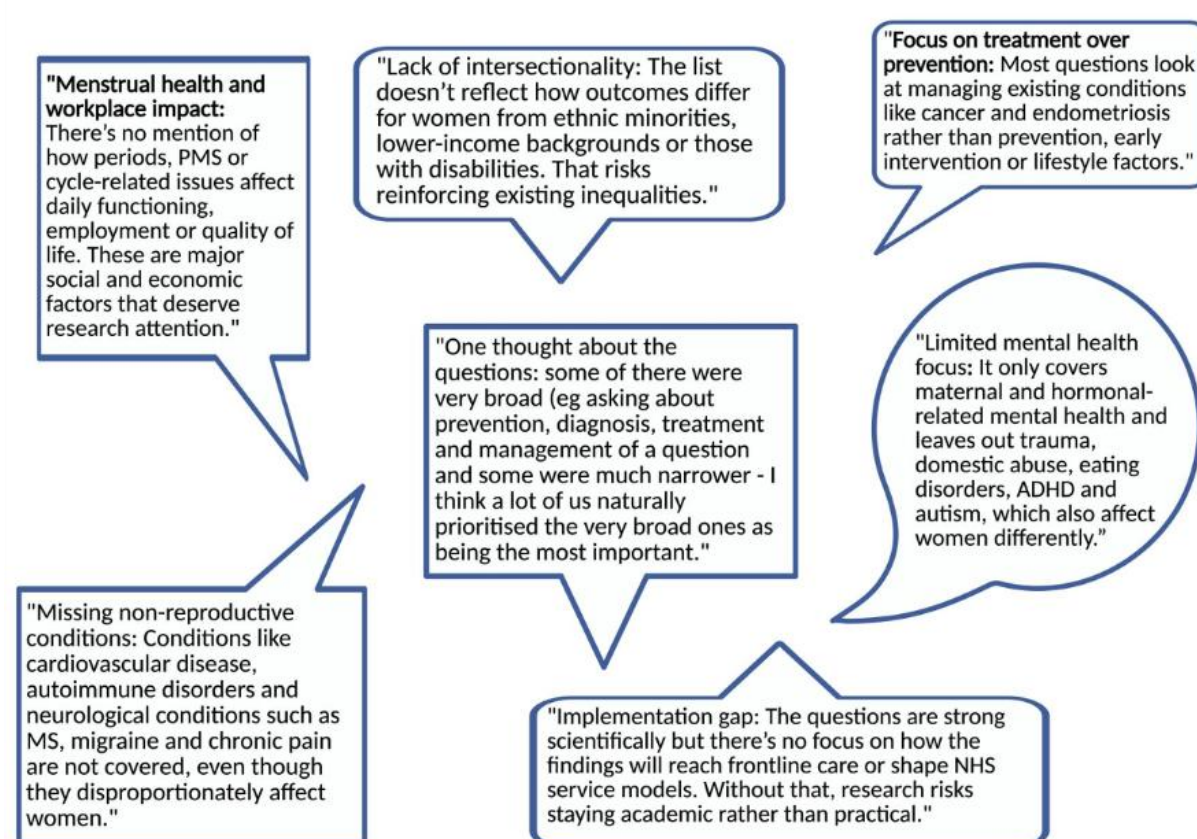 "Menstrual health and
workplace impact:
There's no mention of
how periods, PMS or
cycle-related issues affect
daily functioning,
employment or quality of
life. These are major
social and economic
factors that deserve
research attention."
"Lack of intersectionality: The list
doesn't reflect how outcomes differ
for women from ethnic minorities,
lower-income backgrounds or those
with disabilities. That risks
reinforcing existing inequalities."
"Focus on treatment over
prevention: Most questions look
at managing existing conditions
like cancer and endometriosis
rather than prevention, early
intervention or lifestyle factors."
"One thought about the
questions: some of there were
very broad (eg asking about
prevention, diagnosis, treatment
and management of a question
and some were much narrower - I
think a lot of us naturally
prioritised the very broad ones as
being the most important."
"Limited mental health
focus: It only covers
maternal and hormonal-
related mental health and
leaves out trauma,
domestic abuse, eating
disorders, ADHD and
autism, which also affect
women differently.”
"Missing non-reproductive
conditions: Conditions like
cardiovascular disease,
autoimmune disorders and
neurological conditions such as
MS, migraine and chronic pain
are not covered, even though
they disproportionately affect
women."
"Implementation gap: The questions are strong
scientifically but there's no focus on how the
findings will reach frontline care or shape NHS
service models. Without that, research risks
staying academic rather than practical."